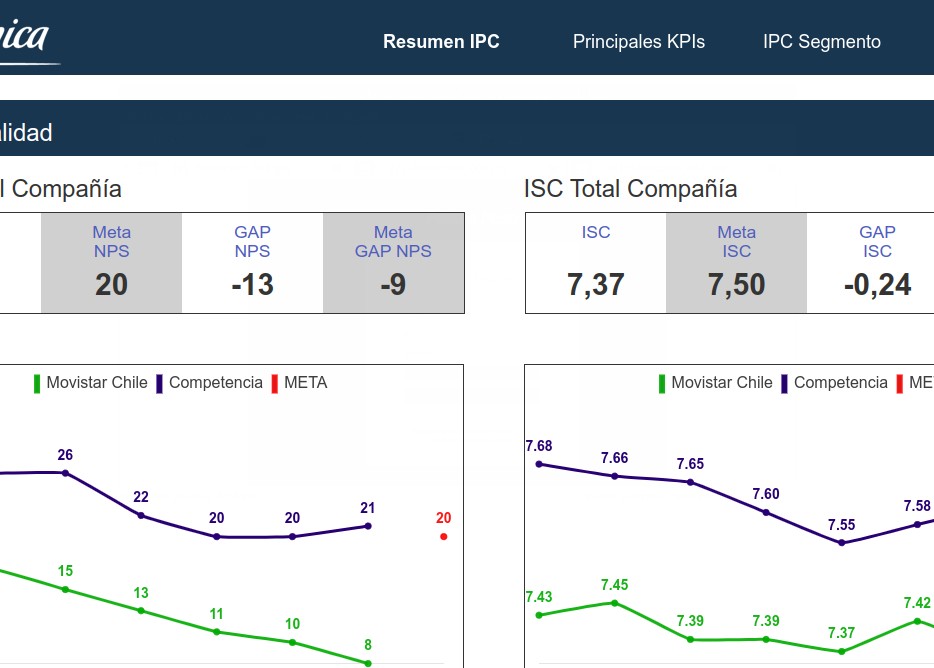 Resumen IPC Principales KPIs IPC Segmento
Compañía
ISC Total Compañía
Meta NPS
20
GAP NPS
-13
Meta GAP NPS
-9
ISC
7,37
Meta ISC
7,50
GAP ISC
-0,24
Movistar Chile Competencia META
26
22
20
20
21
20
15
13
11
10
8
Movistar Chile Competencia
7.68
7.66
7.65
7.60
7.55
7.58
7.43
7.45
7.39
7.39
7.37
7.42